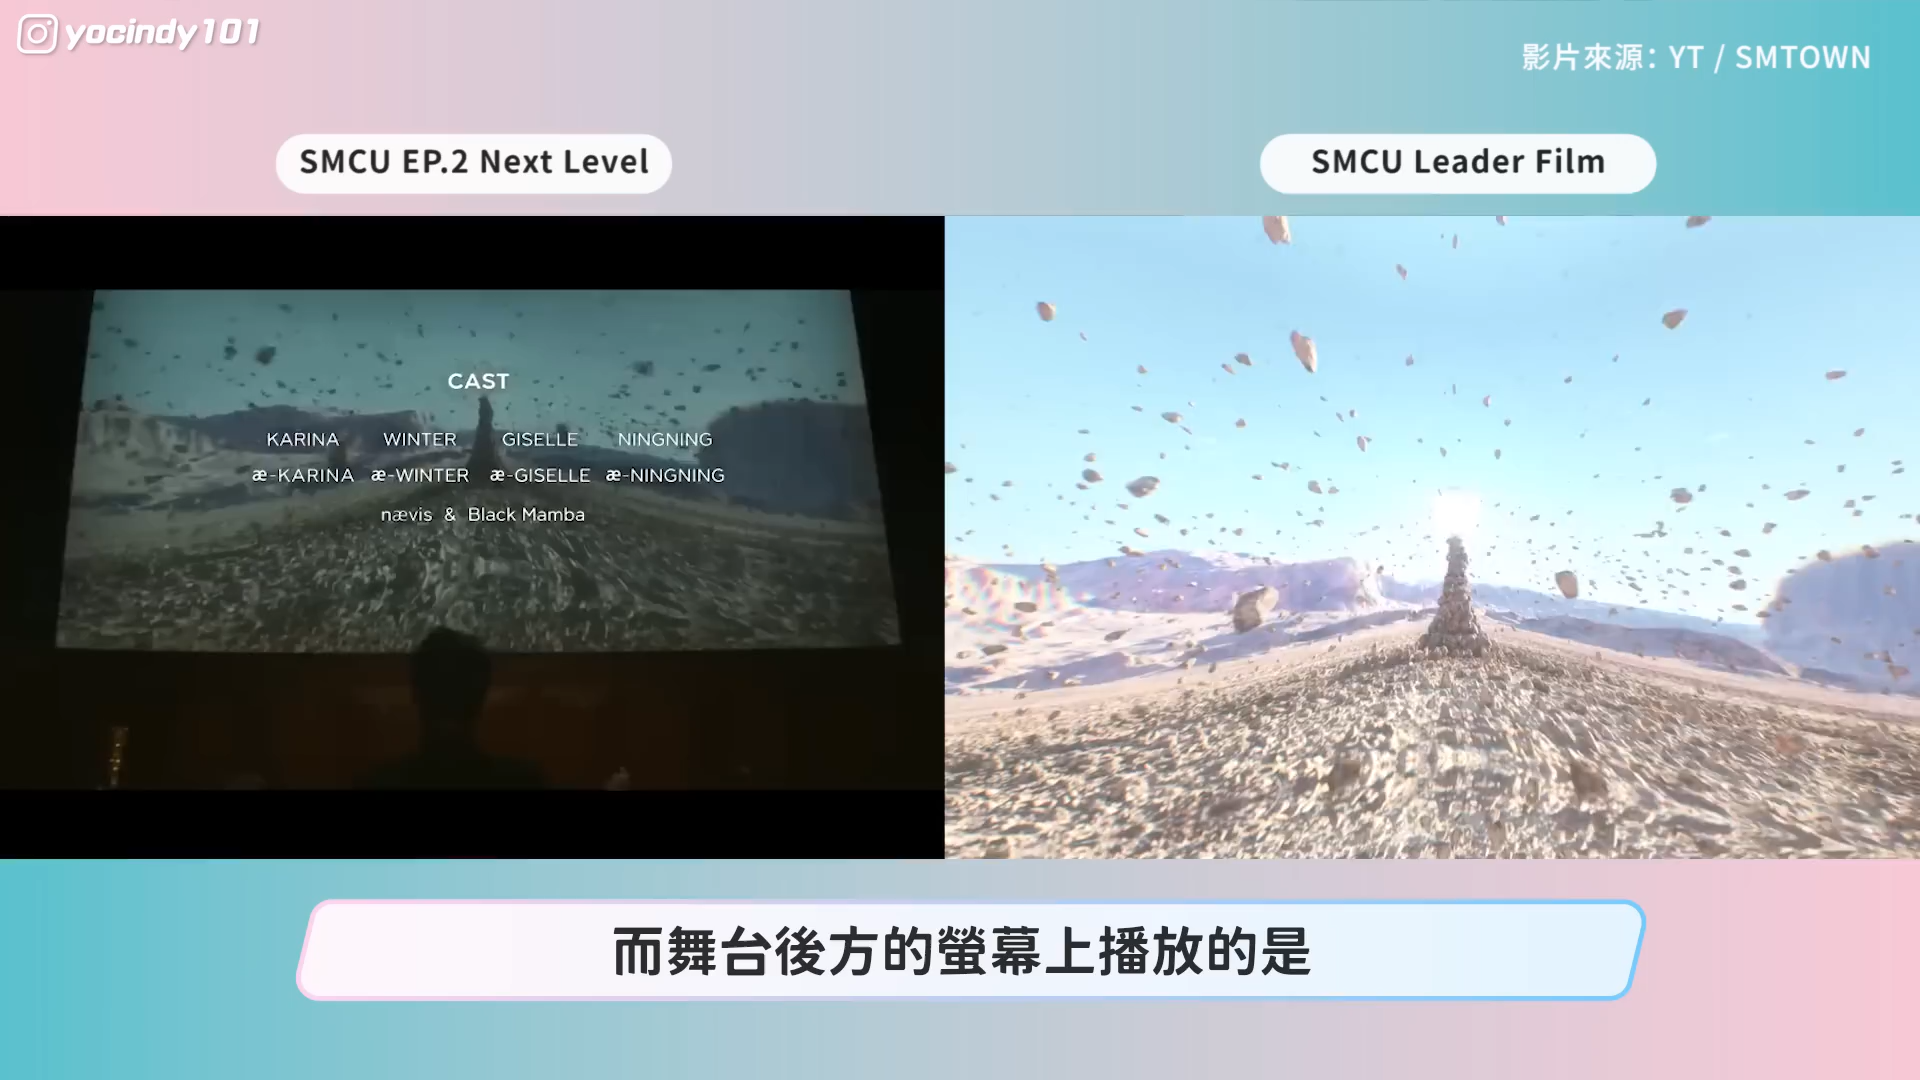 yocindy101
影片來源：YT / SMTOWN
SMCU EP.2 Next Level
SMCU Leader Film
CAST
KARINA WINTER GISELLE NINGNING
æ-KARINA æ-WINTER æ-GISELLE æ-NINGNING
nævis & Black Mamba
而舞台後方的螢幕上播放的是